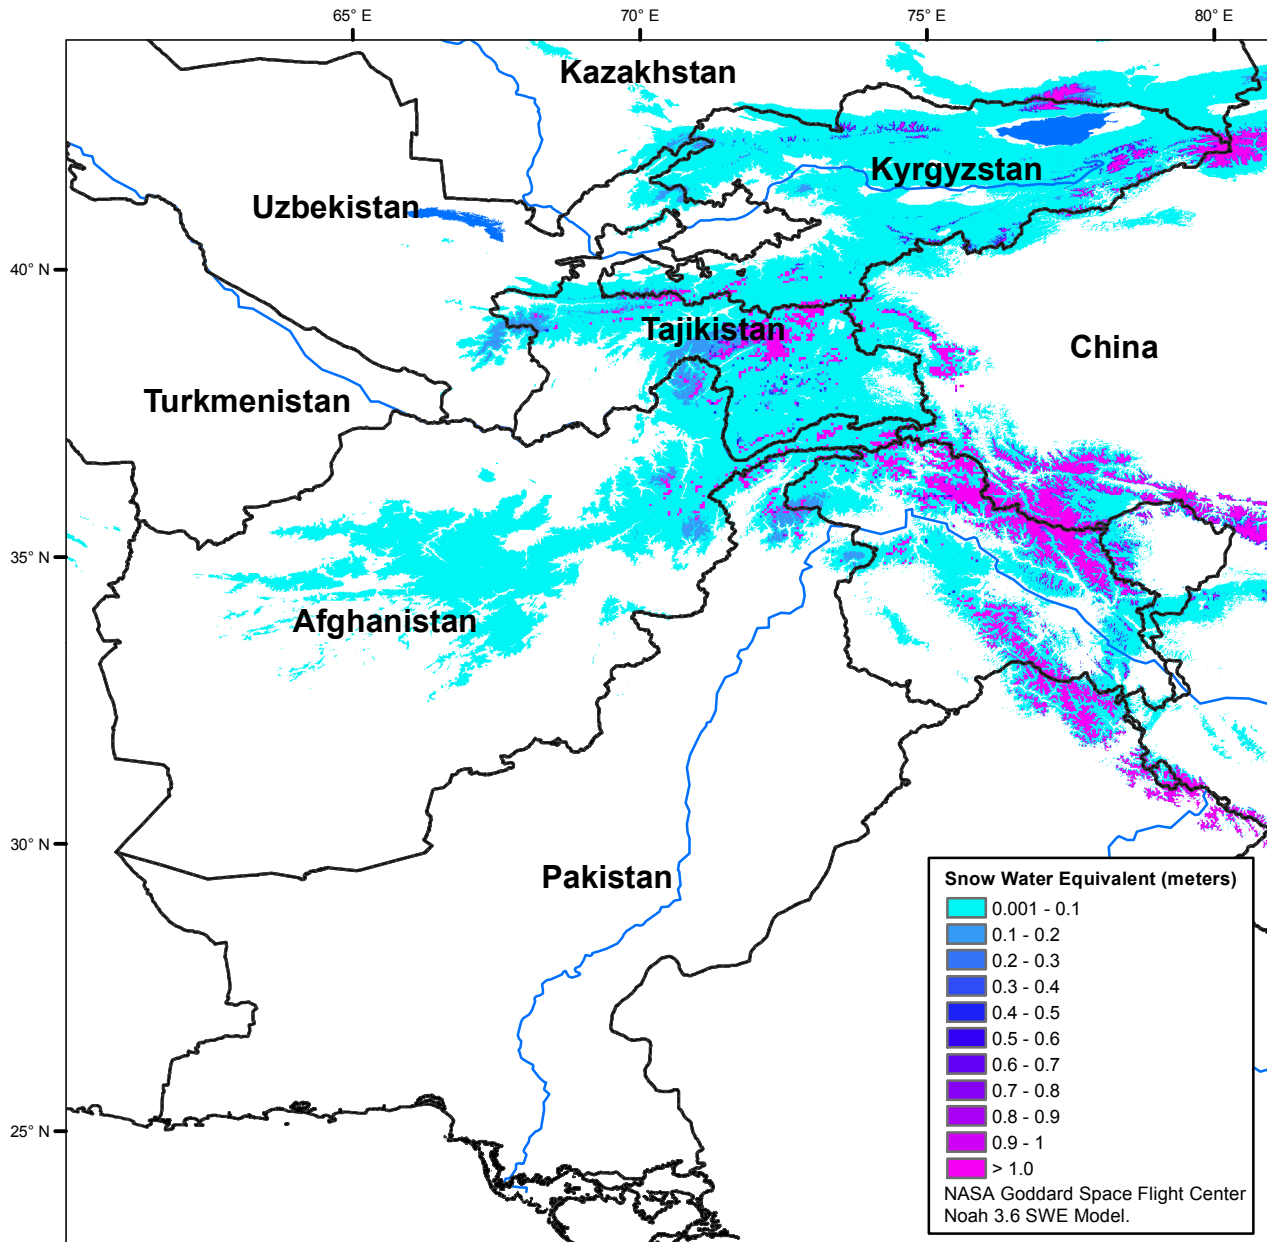 65° E
70° E
75° E
80° E
Kazakhstan
Kyrgyzstan
Uzbekistan
40° N
Tajikistan
China
Turkmenistan
35° N
Afghanistan
30° N
Pakistan
25° N
Snow Water Equivalent (meters)
0.001 - 0.1
0.1 - 0.2
0.2 - 0.3
0.3 - 0.4
0.4 - 0.5
0.5 - 0.6
0.6 - 0.7
0.7 - 0.8
0.8 - 0.9
0.9 - 1
> 1.0
NASA Goddard Space Flight Center
Noah 3.6 SWE Model.